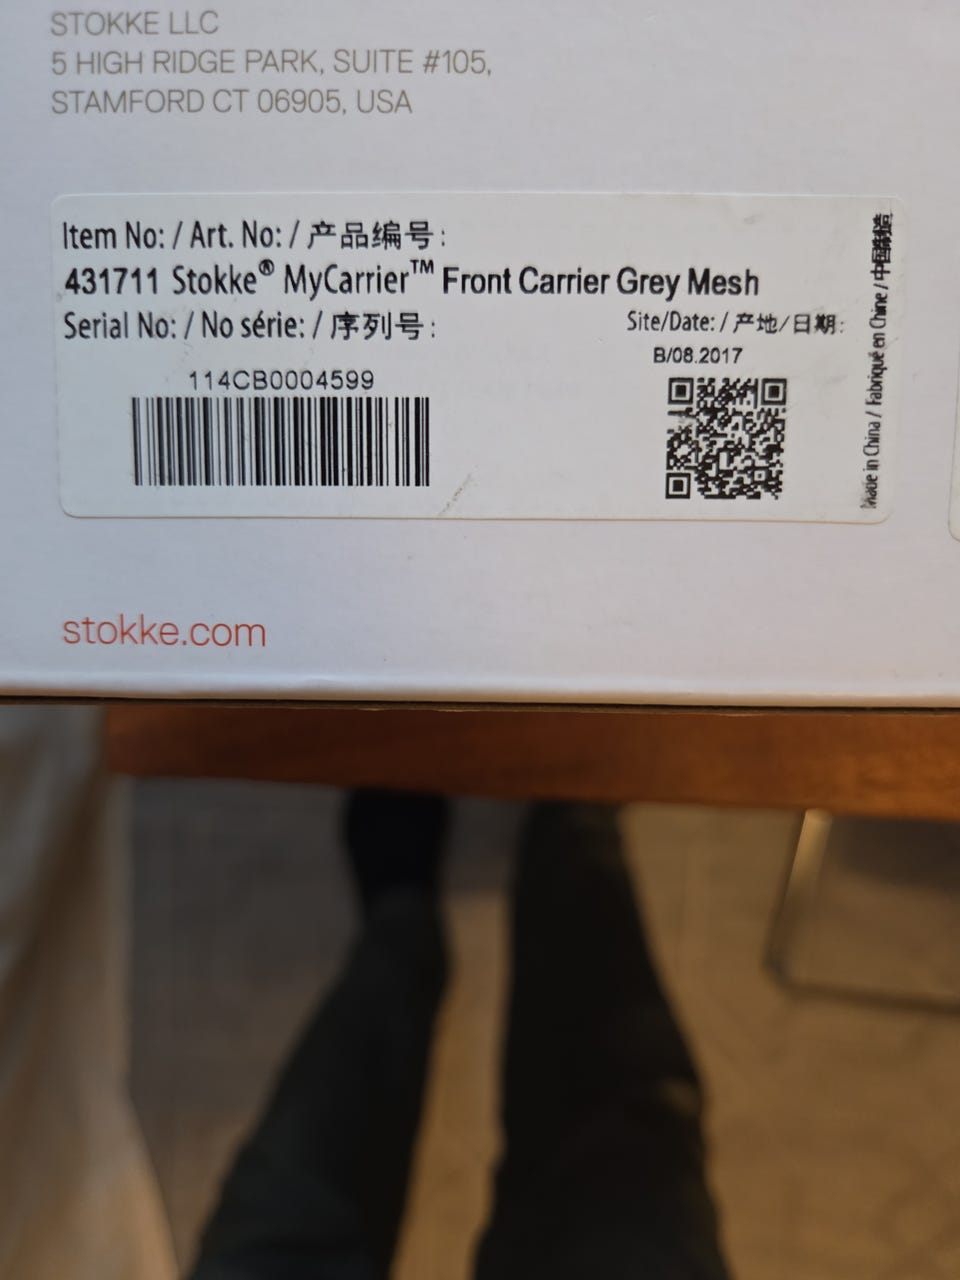 STOKKE LLC
5 HIGH RIDGE PARK, SUITE #105,
STAMFORD CT 06905, USA
Item No: / Art. No: / 产品编号:
431711 Stokke® MyCarrier™ Front Carrier Grey Mesh
Serial No: / No série: / 序列号:
Site/Date: / 产地/日期:
B/08.2017
114CB0004599
Made in China / Fabriqué en Chine / 中国制造
stokke.com